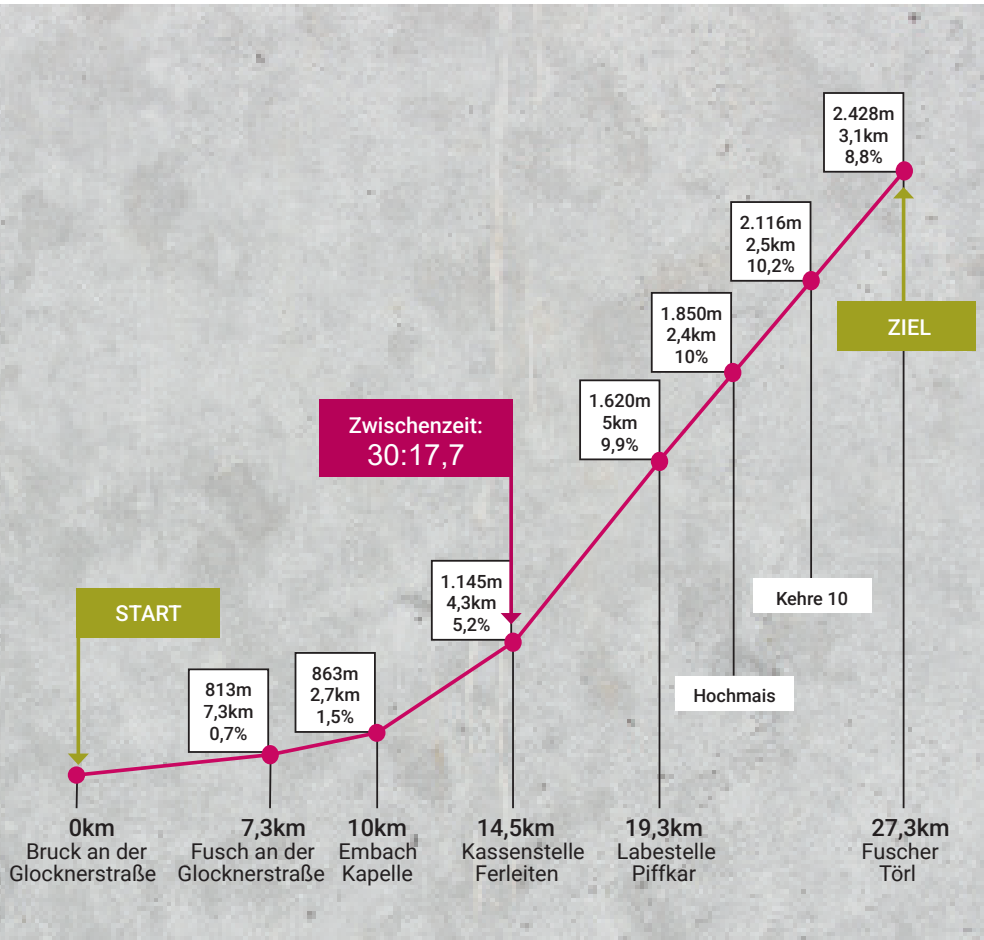 2.428m
3,1km
8,8%
2.116m
2,5km
10,2%
ZIEL
1.850m
2,4km
10%
1.620m
5km
9,9%
Zwischenzeit:
30:17,7
1.145m
4,3km
5,2%
START
Kehre 10
863m
2,7km
1,5%
813m
7,3km
0,7%
Hochmais
0km
Bruck an der
Glocknerstraße
7,3km
Fusch an der
Glocknerstraße
10km
Embach
Kapelle
14,5km
Kassenstelle
Ferleiten
19,3km
Labestelle
Piffkar
27,3km
Fuscher
Törl